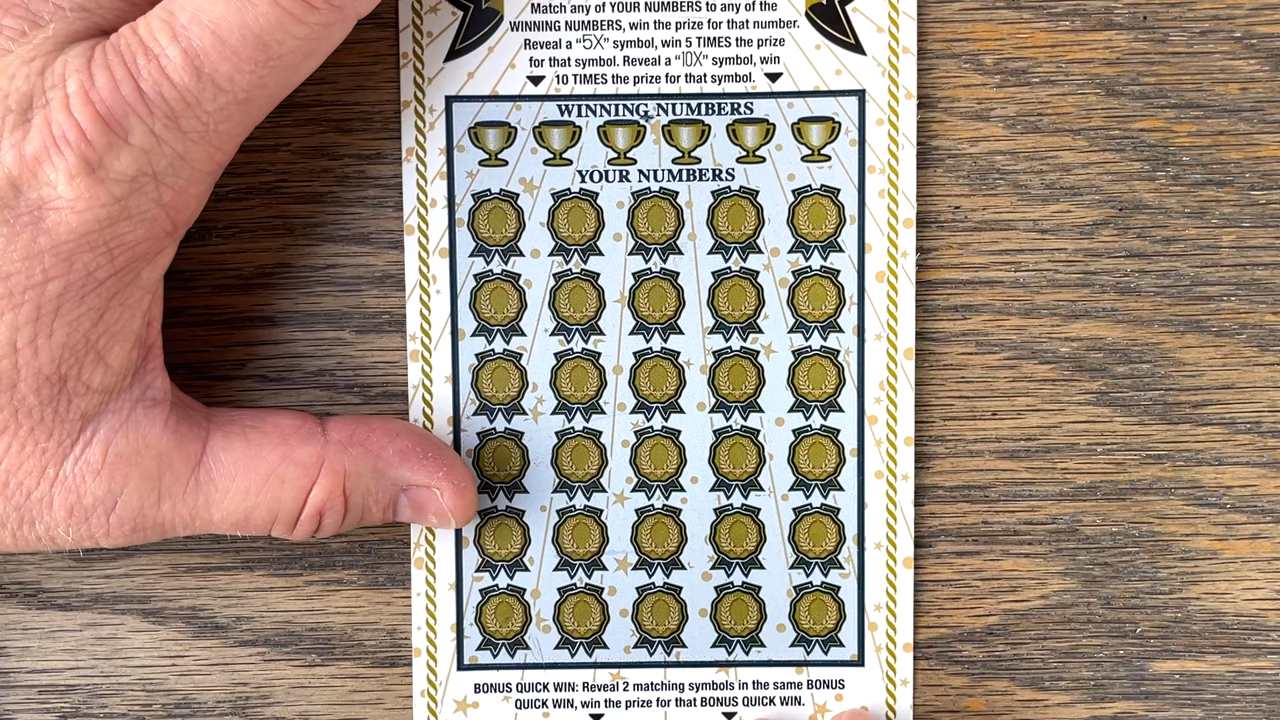 Match any of YOUR NUMBERS to any of the
WINNING NUMBERS, win the prize for that number.
Reveal a “5X” symbol, win 5 TIMES the prize
for that symbol. Reveal a “10X” symbol, win
10 TIMES the prize for that symbol.
WINNING NUMBERS
YOUR NUMBERS
BONUS QUICK WIN: Reveal 2 matching symbols in the same BONUS
QUICK WIN, win the prize for that BONUS QUICK WIN.